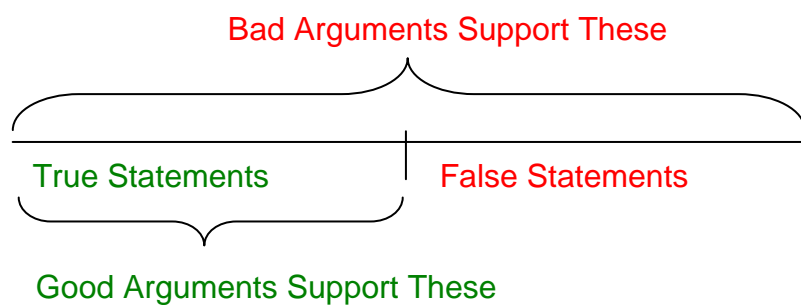 Bad Arguments Support These
True Statements
False Statements
Good Arguments Support These